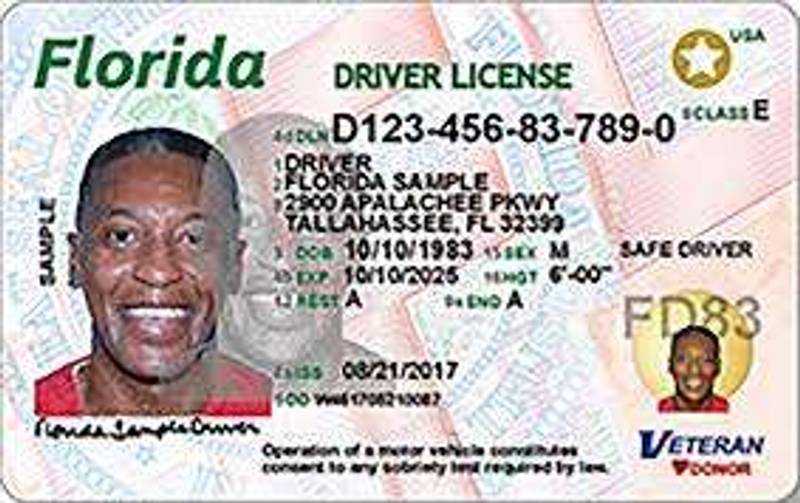 Florida
DRIVER LICENSE
USA
9 CLASS E
4d DLN D123-456-83-789-0
1 DRIVER
2 FLORIDA SAMPLE
8 2900 APALACHEE PKWY
TALLAHASSEE, FL 32399
3 DOB 10/10/1983 15 SEX M
SAFE DRIVER
4b EXP 10/10/2025 16 HGT 6'-00"
12 REST A 9a END A
FD83
SAMPLE
4a ISS 08/21/2017
5 DD
Florida Sample Driver
VETERAN
DONOR
Operation of a motor vehicle constitutes
consent to any sobriety test required by law.